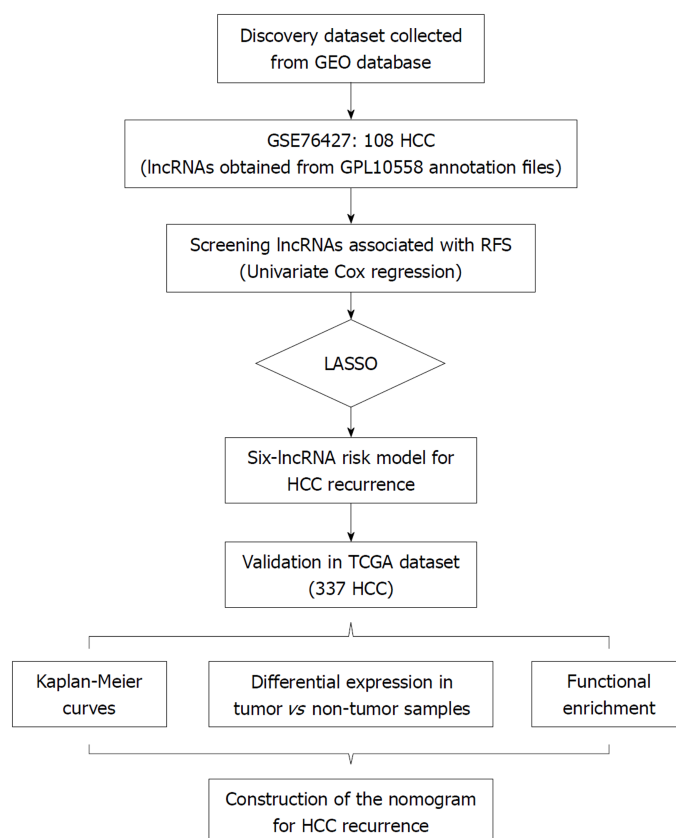 Discovery dataset collected
from GEO database
GSE76427: 108 HCC
(lncRNAs obtained from GPL10558 annotation files)
Screening lncRNAs associated with RFS
(Univariate Cox regression)
LASSO
Six-lncRNA risk model for
HCC recurrence
Validation in TCGA dataset
(337 HCC)
Kaplan-Meier
curves
Differential expression in
tumor vs non-tumor samples
Functional
enrichment
Construction of the nomogram
for HCC recurrence